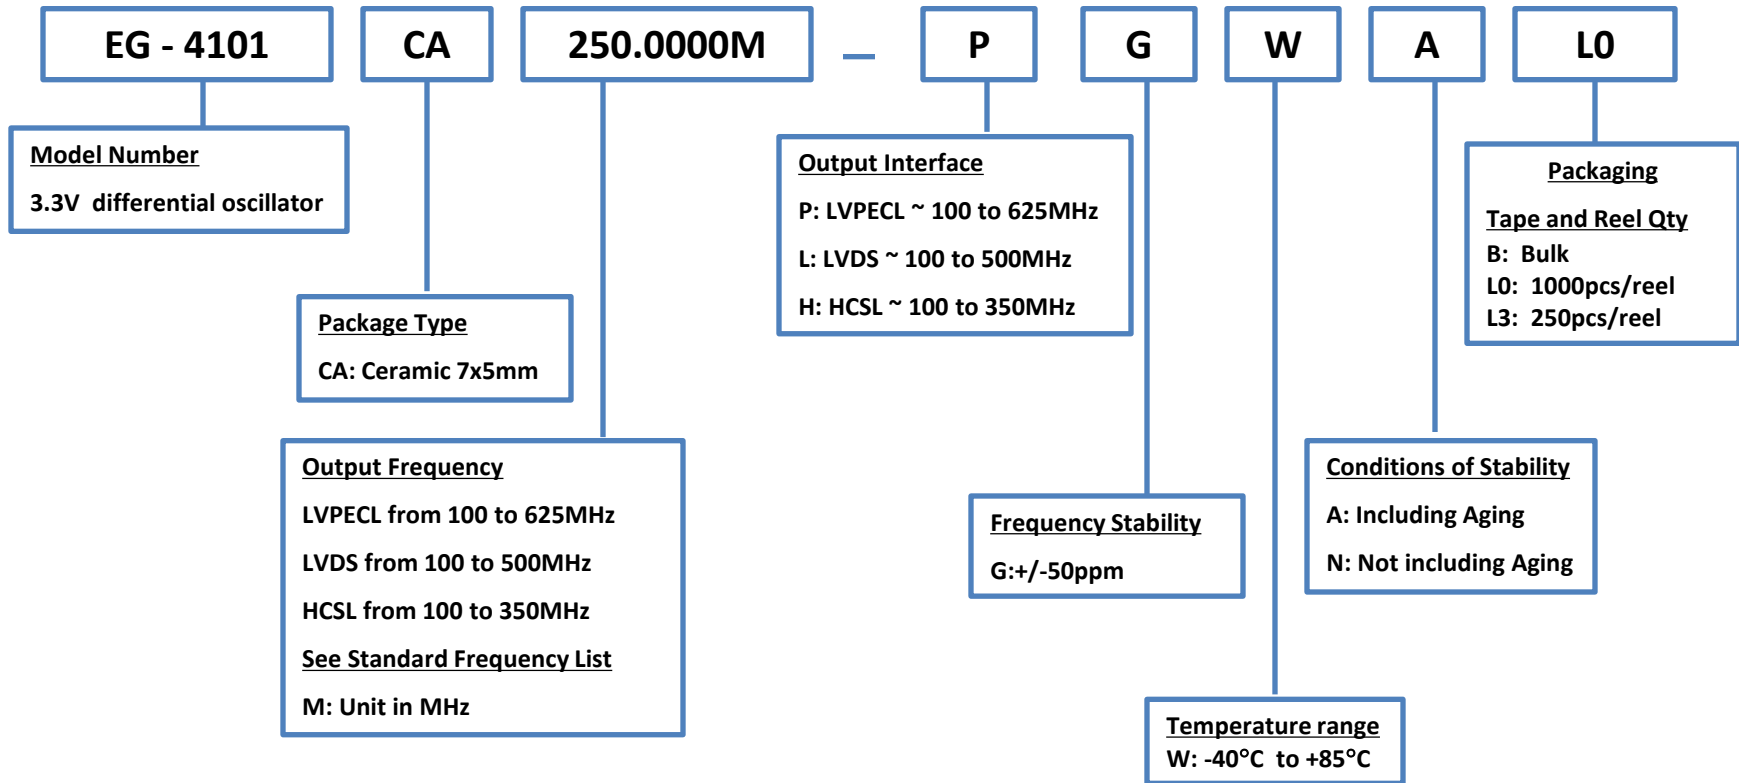 EG - 4101 CA 250.0000M _ P G W A L0
Model Number
3.3V differential oscillator
Package Type
CA: Ceramic 7x5mm
Output Frequency
LVPECL from 100 to 625MHz
LVDS from 100 to 500MHz
HCSL from 100 to 350MHz
See Standard Frequency List
M: Unit in MHz
Output Interface
P: LVPECL ~ 100 to 625MHz
L: LVDS ~ 100 to 500MHz
H: HCSL ~ 100 to 350MHz
Frequency Stability
G:+/-50ppm
Temperature range
W: -40°C to +85°C
Conditions of Stability
A: Including Aging
N: Not including Aging
Packaging
Tape and Reel Qty
B: Bulk
L0: 1000pcs/reel
L3: 250pcs/reel